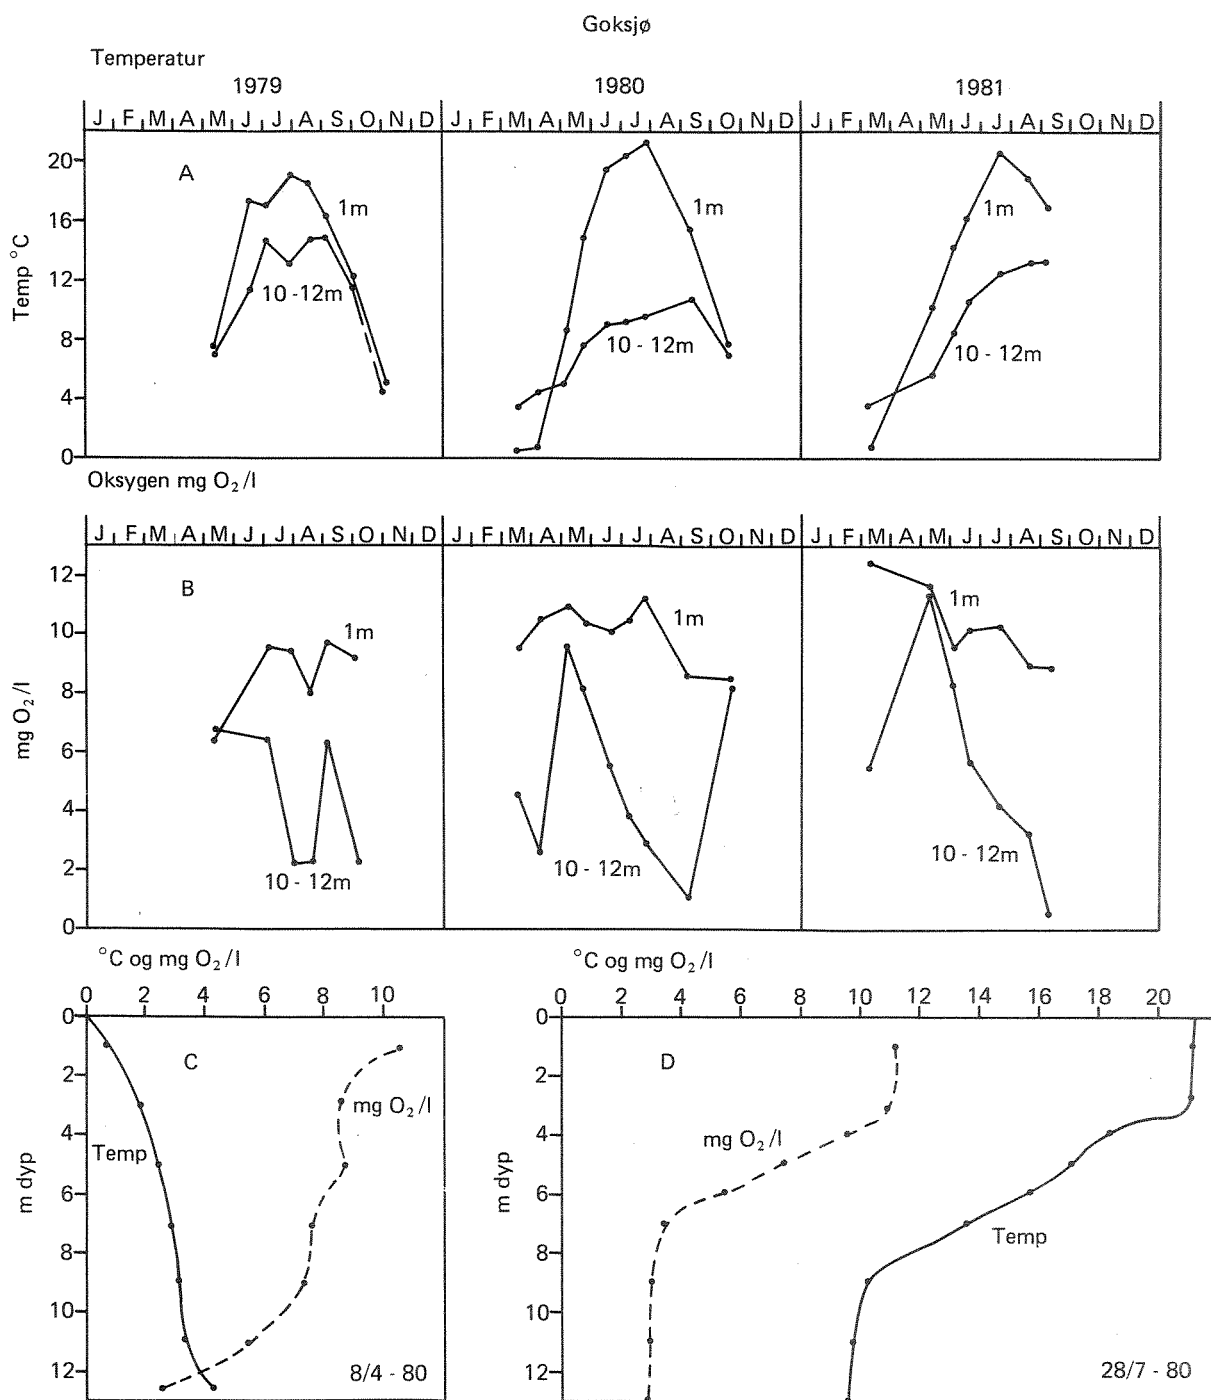 Goksjø
Temperatur
1979 1980 1981
J F M A M J J A S O N D J F M A M J J A S O N D J F M A M J J A S O N D
A
20
16
12
8
4
0
Temp °C
1m
10 - 12m
1m
10 - 12m
1m
10 - 12m
Oksygen mg O₂/l
J F M A M J J A S O N D J F M A M J J A S O N D J F M A M J J A S O N D
B
12
10
8
6
4
2
0
mg O₂/l
1m
10 - 12m
1m
10 - 12m
1m
10 - 12m
°C og mg O₂/l
0 2 4 6 8 10
0
2
4
6
8
10
12
m dyp
C
mg O₂/l
Temp
8/4 - 80
°C og mg O₂/l
0 2 4 6 8 10 12 14 16 18 20
0
2
4
6
8
10
12
m dyp
D
mg O₂/l
Temp
28/7 - 80